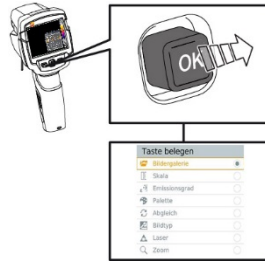 OK
Taste belegen
Bildergalerie
Skala
Emissionsgrad
Palette
Abgleich
Bildtyp
Laser
Zoom